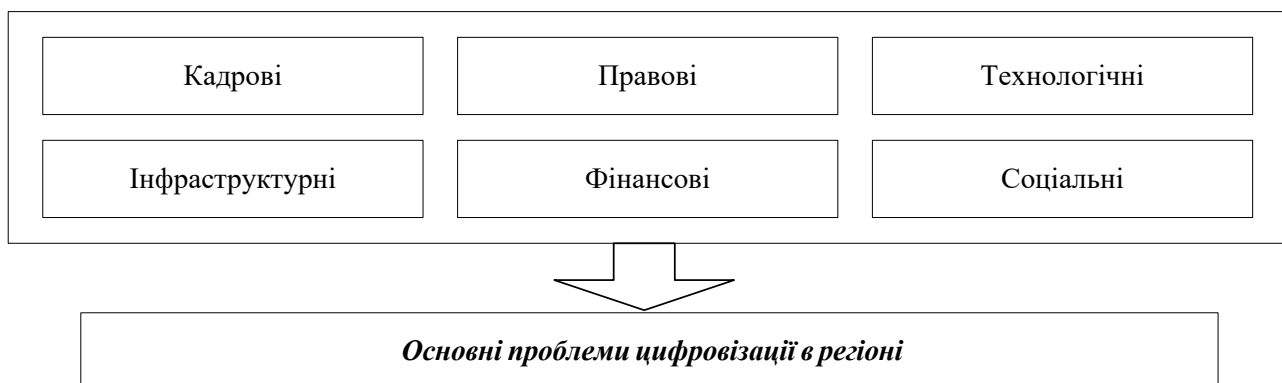 Кадрові
Правові
Технологічні
Інфраструктурні
Фінансові
Соціальні
Основні проблеми цифровізації в регіоні